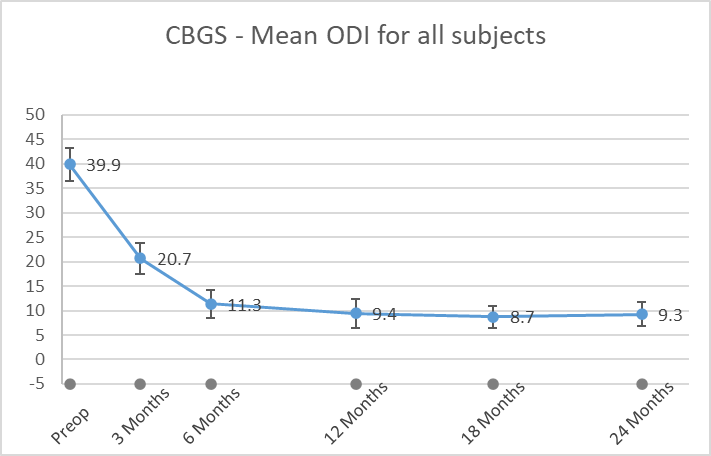 CBGS - Mean ODI for all subjects
50
45
40
35
30
25
20
15
10
5
0
-5
39.9
20.7
11.3
9.4
8.7
9.3
Preop
3 Months
6 Months
12 Months
18 Months
24 Months